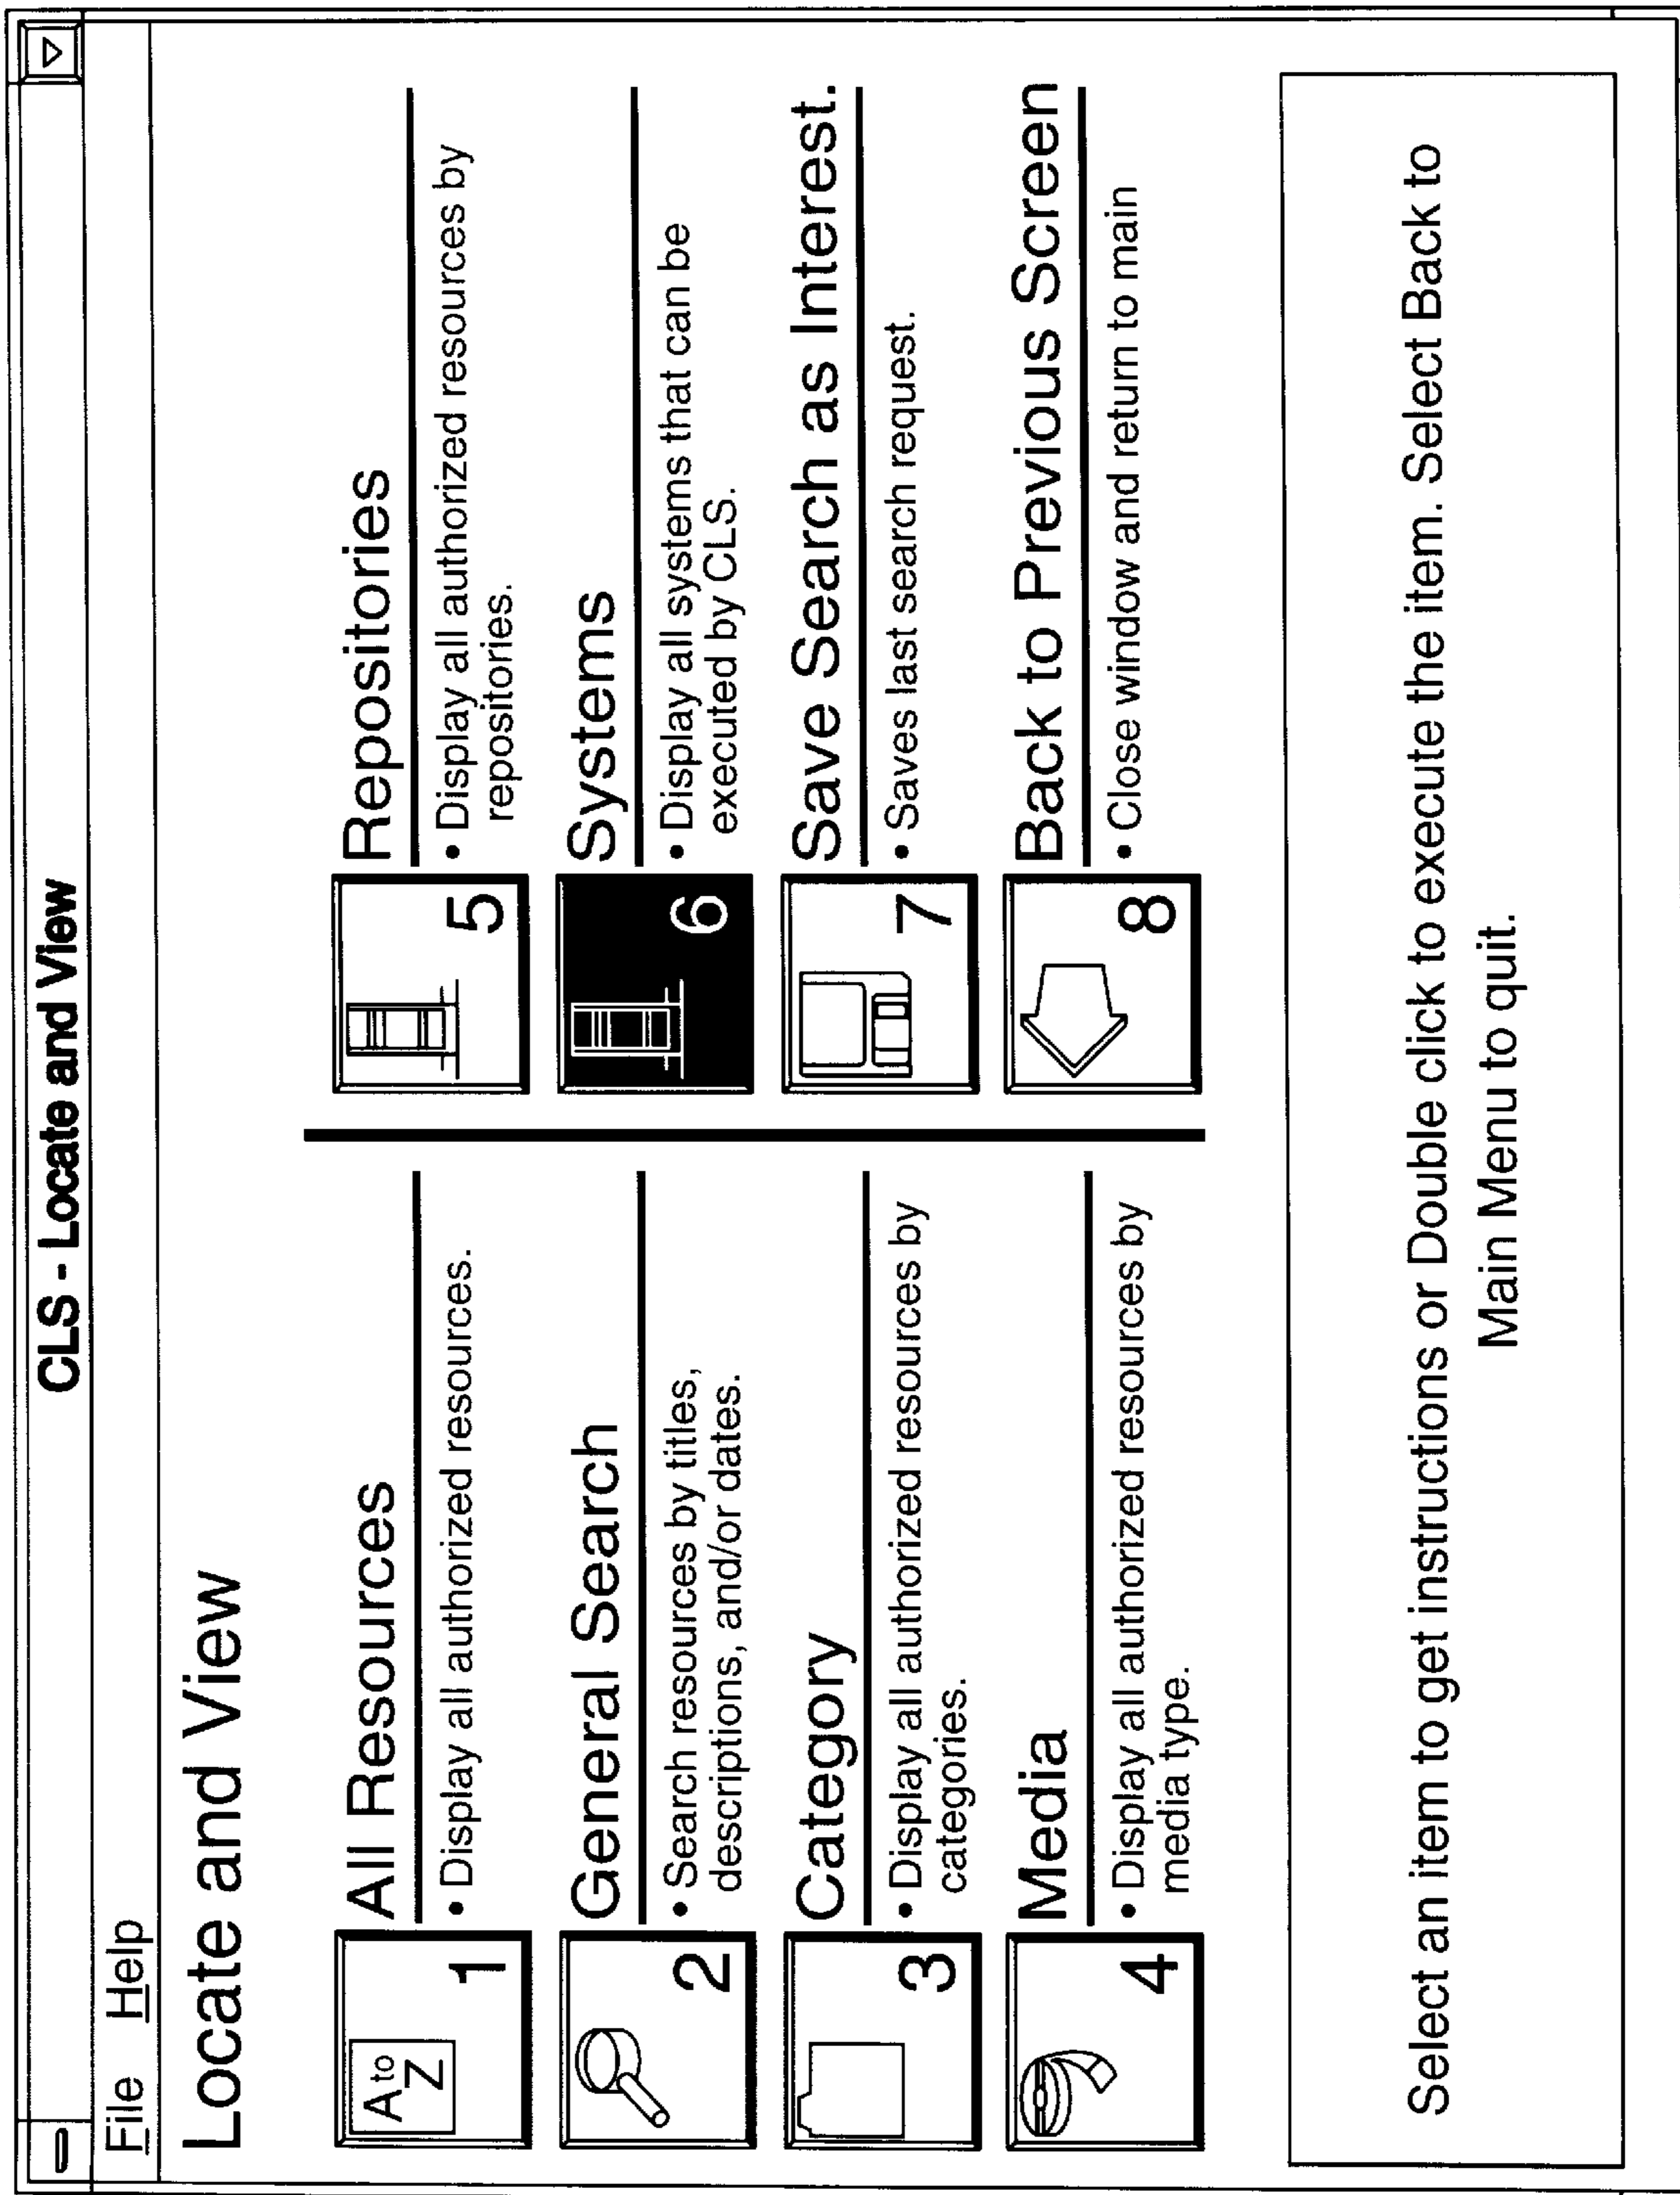 CLS - Locate and View
File Help
Locate and View
A to
Z
1
All Resources
• Display all authorized resources.
2
General Search
• Search resources by titles,
descriptions, and/or dates.
3
Category
• Display all authorized resources by
categories.
4
Media
• Display all authorized resources by
media type.
5
Repositories
• Display all authorized resources by
repositories.
6
Systems
• Display all systems that can be
executed by CLS.
7
Save Search as Interest.
• Saves last search request.
8
Back to Previous Screen
• Close window and return to main
Select an item to get instructions or Double click to execute the item. Select Back to
Main Menu to quit.